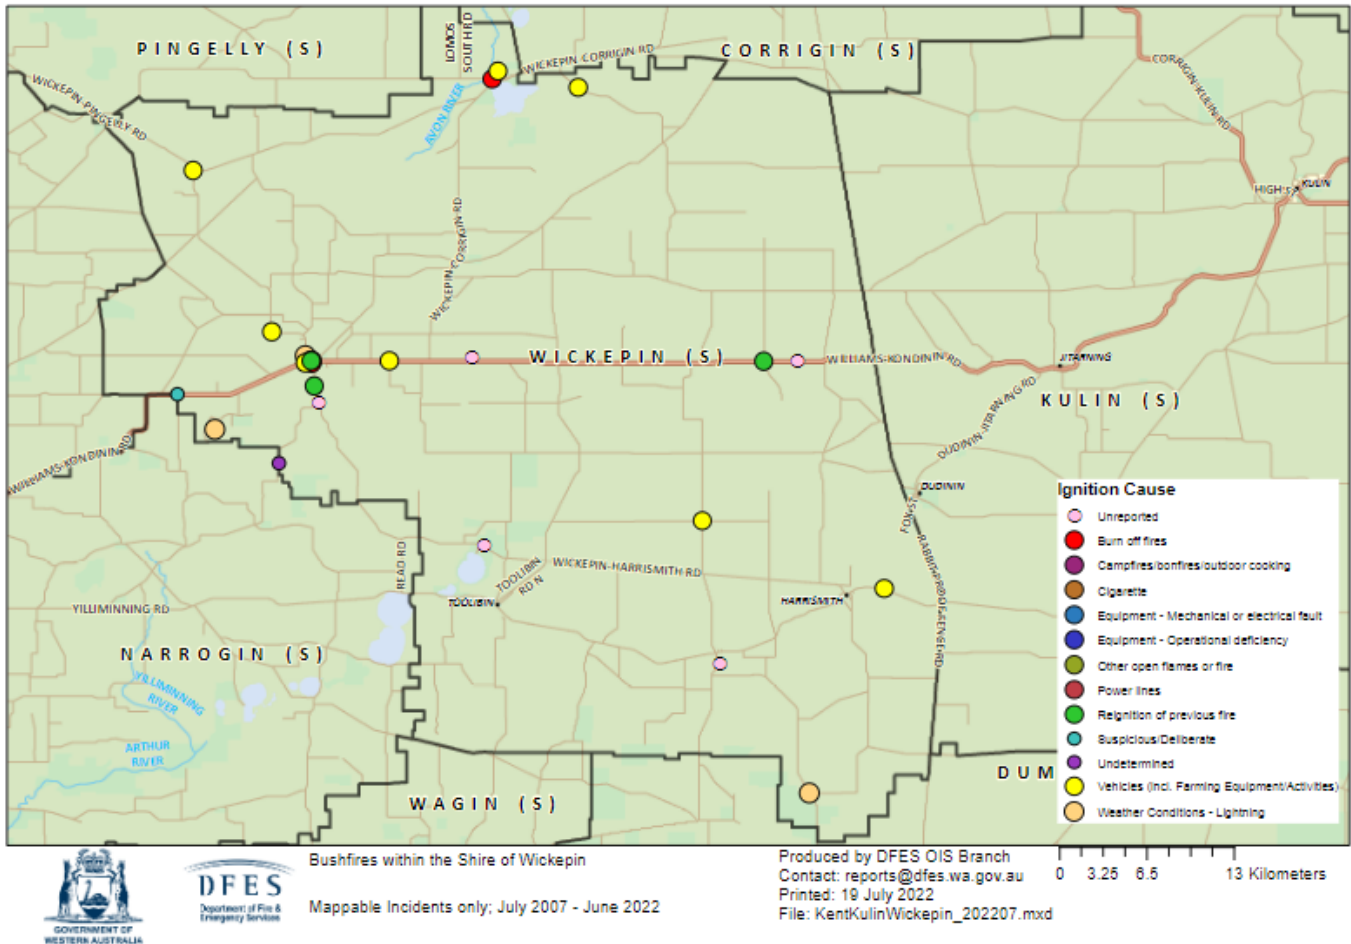 PINGELLY (S)
LOMOS
SOUTH RD
WICKEPIN CORRIGIN RD
CORRIGIN (S)
CORRIGIN-KULIN-RD
WICKEPIN-PINGELLY RD
AVON RIVER
HIGH ST
KULIN
WICKEPIN-CORRIGIN-RD
WICKEPIN (S)
WILLIAMS-KONDININ RD
JITARNING
KULIN (S)
DUDININ-JITARNING RD
WILLIAMS-KONDININ RD
DUDININ
FOX ST
RABBIT-PROOF-FENCE-RD
READ RD
TOOLIBIN
RD N
WICKEPIN-HARRISMITH RD
TOOLIBIN
HARRISMITH
YILLIMINNING RD
NARROGIN (S)
YILLIMINNING
RIVER
ARTHUR
RIVER
WAGIN (S)
DUM
Ignition Cause
Unreported
Burn off fires
Campfires/bonfires/outdoor cooking
Cigarette
Equipment - Mechanical or electrical fault
Equipment - Operational deficiency
Other open flames or fire
Power lines
Reignition of previous fire
Suspicious/Deliberate
Undetermined
Vehicles (incl. Farming Equipment/Activities)
Weather Conditions - Lightning
GOVERNMENT OF
WESTERN AUSTRALIA
DFES
Department of Fire &
Emergency Services
Bushfires within the Shire of Wickepin
Mappable Incidents only; July 2007 - June 2022
Produced by DFES OIS Branch
Contact: reports@dfes.wa.gov.au
Printed: 19 July 2022
File: KentKulinWickepin_202207.mxd
0 3.25 6.5 13 Kilometers